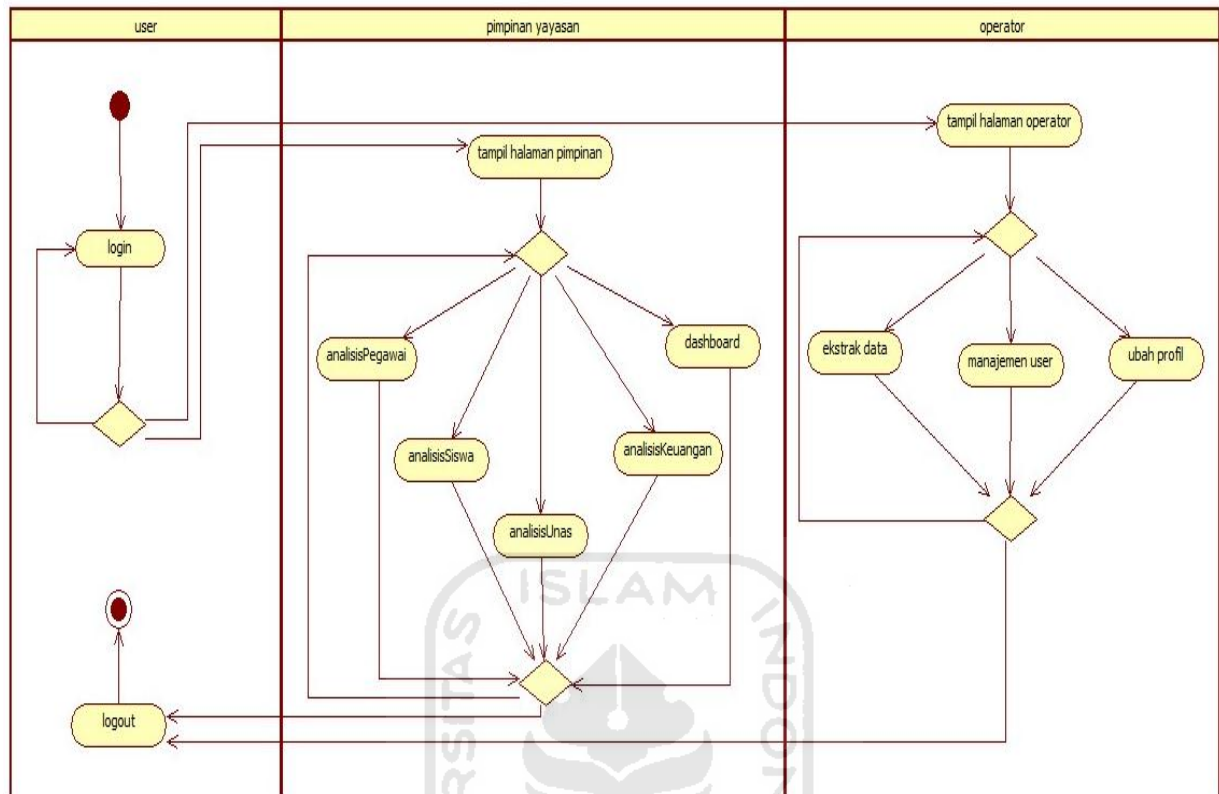 user
pimpinan yayasan
operator
tampil halaman operator
tampil halaman pimpinan
login
analisisPegawai
dashboard
ekstrak data
manajemen user
ubah profil
analisisSiswa
analisisKeuangan
analisisUnas
logout
ISLAM